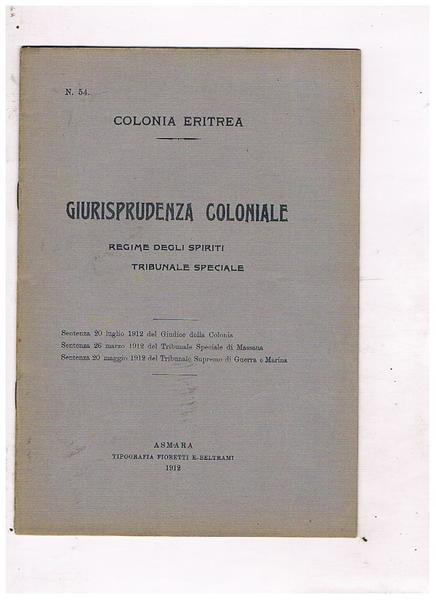 N. 54.
COLONIA ERITREA
GIURISPRUDENZA COLONIALE
REGIME DEGLI SPIRITI
TRIBUNALE SPECIALE
Sentenza 20 luglio 1912 del Giudice della Colonia
Sentenza 26 marzo 1912 del Tribunale Speciale di Massaua
Sentenza 20 maggio 1912 del Tribunale Supremo di Guerra e Marina
ASMARA
TIPOGRAFIA FIORETTI E-BELTRAMI
1912